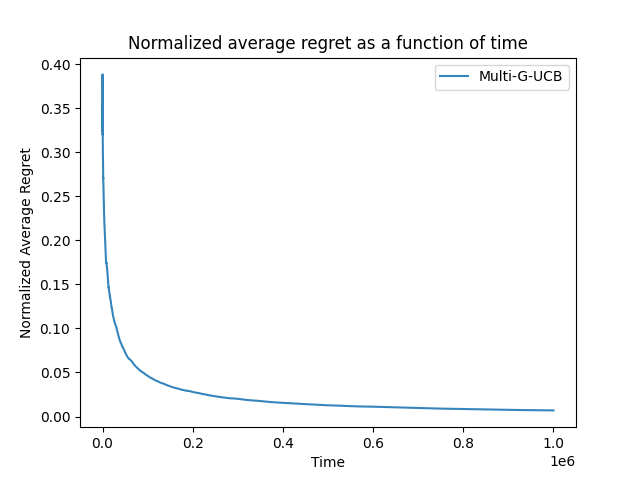 Normalized average regret as a function of time
Multi-G-UCB
Normalized Average Regret
0.40
0.35
0.30
0.25
0.20
0.15
0.10
0.05
0.00
0.0 0.2 0.4 0.6 0.8 1.0
1e6
Time